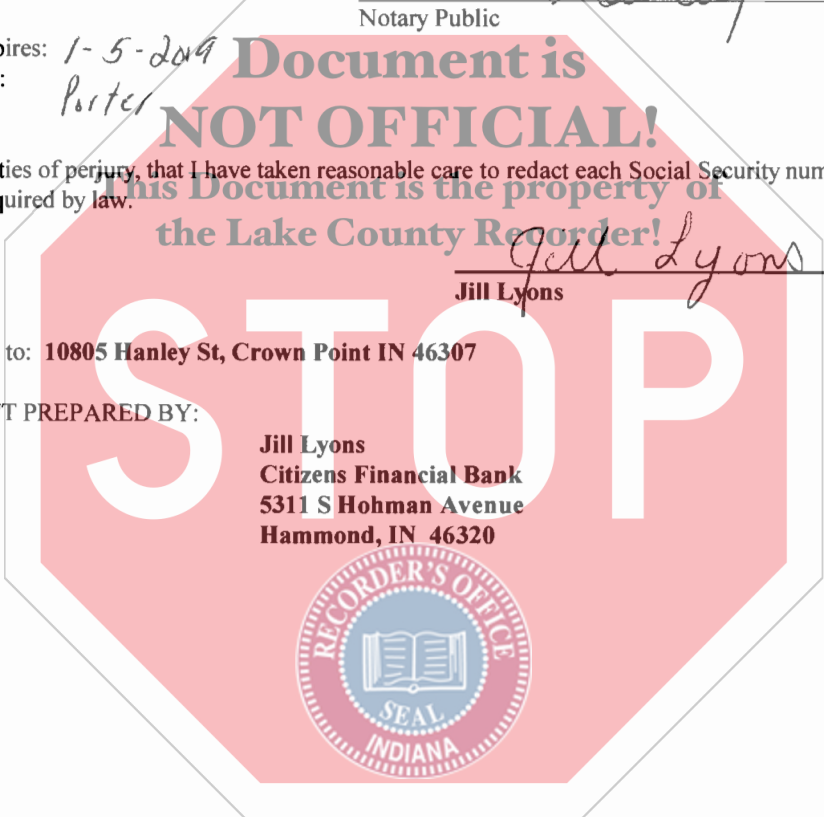 Notary Public
pires: 1-5-2019
:
Porter
Document is
NOT OFFICIAL!
ties of perjury, that I have taken reasonable care to redact each Social Security num
quired by law.
This Document is the property of
the Lake County Recorder!
Jill Lyons
Jill Lyons
to: 10805 Hanley St, Crown Point IN 46307
T PREPARED BY:
STOP
Jill Lyons
Citizens Financial Bank
5311 S Hohman Avenue
Hammond, IN 46320
RECORDER'S OFFICE
SEAL
INDIANA